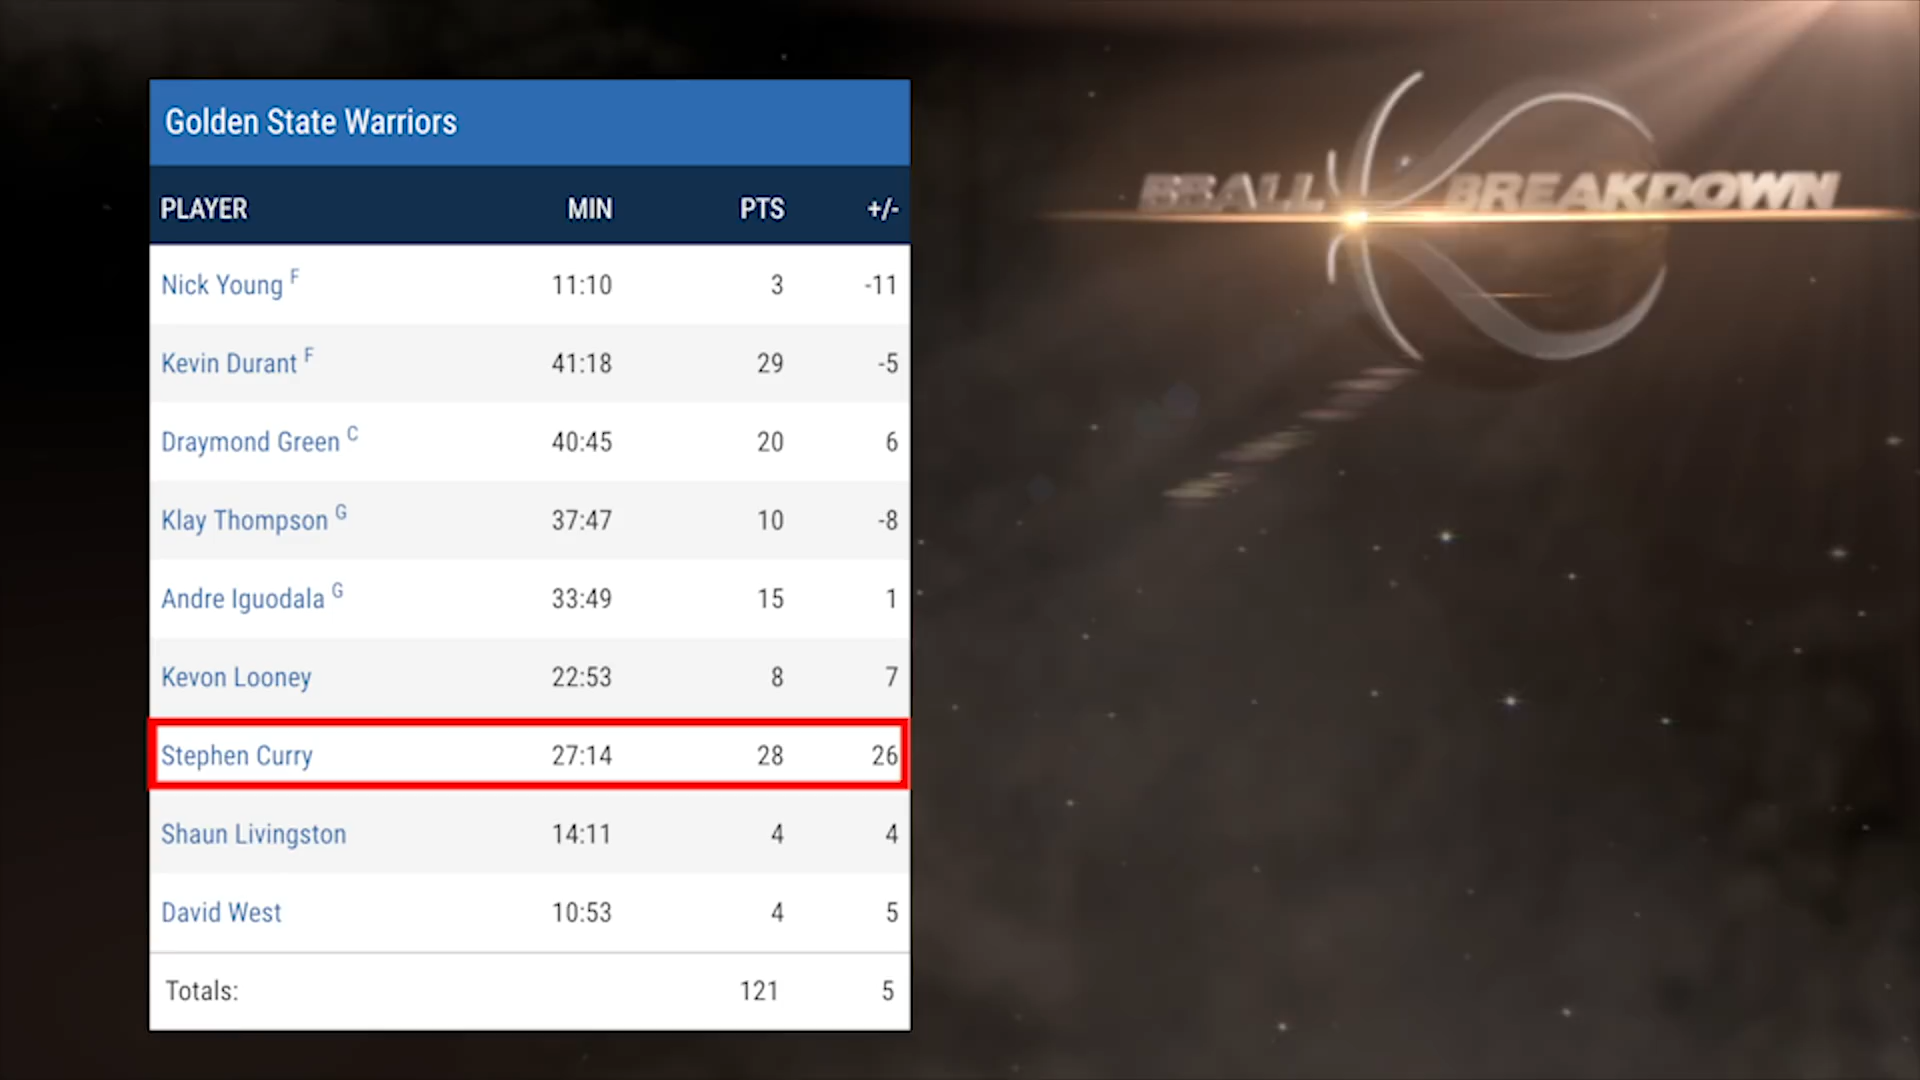 Golden State Warriors
BBALL BREAKDOWN
PLAYER MIN PTS +/-
Nick Young F 11:10 3 -11
Kevin Durant F 41:18 29 -5
Draymond Green C 40:45 20 6
Klay Thompson G 37:47 10 -8
Andre Iguodala G 33:49 15 1
Kevon Looney 22:53 8 7
Stephen Curry 27:14 28 26
Shaun Livingston 14:11 4 4
David West 10:53 4 5
Totals: 121 5